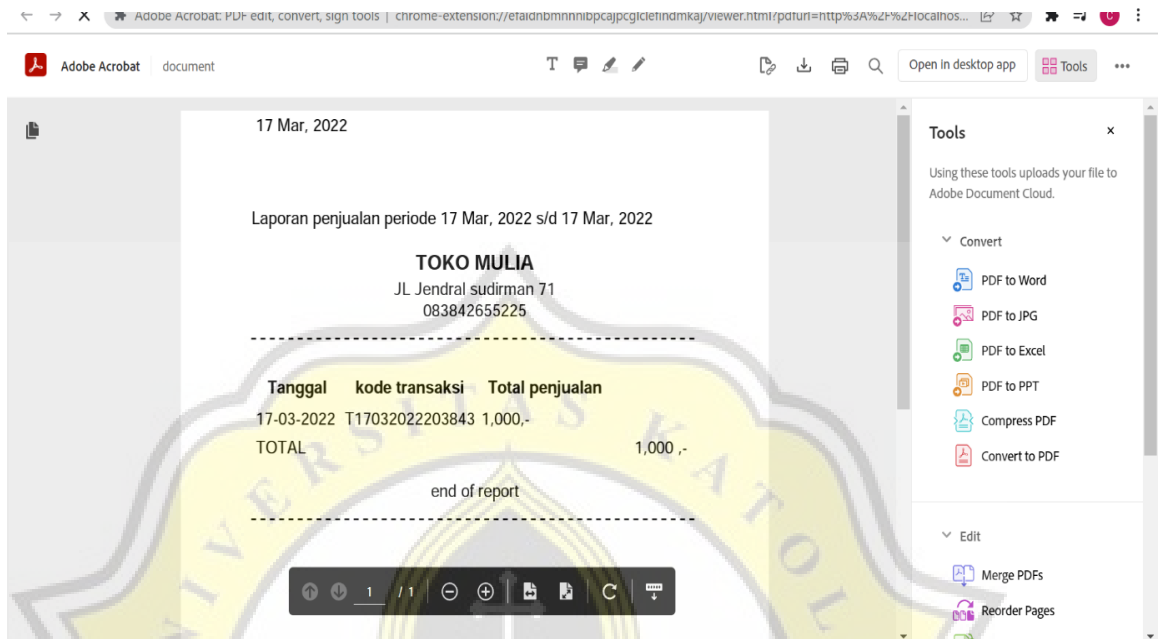 Adobe Acrobat: PDF edit, convert, sign tools | chrome-extension://efaidnbmnnnibpcajpcglclefindmkaj/viewer.html?pdfurl=http%3A%2F%2Flocalhos...
C
Adobe Acrobat document
Open in desktop app
Tools
17 Mar, 2022
Laporan penjualan periode 17 Mar, 2022 s/d 17 Mar, 2022
TOKO MULIA
JL Jendral sudirman 71
083842655225
Tanggal kode transaksi Total penjualan
17-03-2022 T17032022203843 1,000,-
TOTAL 1,000 ,-
end of report
1 / 1
Tools
Using these tools uploads your file to
Adobe Document Cloud.
Convert
PDF to Word
PDF to JPG
PDF to Excel
PDF to PPT
Compress PDF
Convert to PDF
Edit
Merge PDFs
Reorder Pages
UNIVERSITAS KATOL